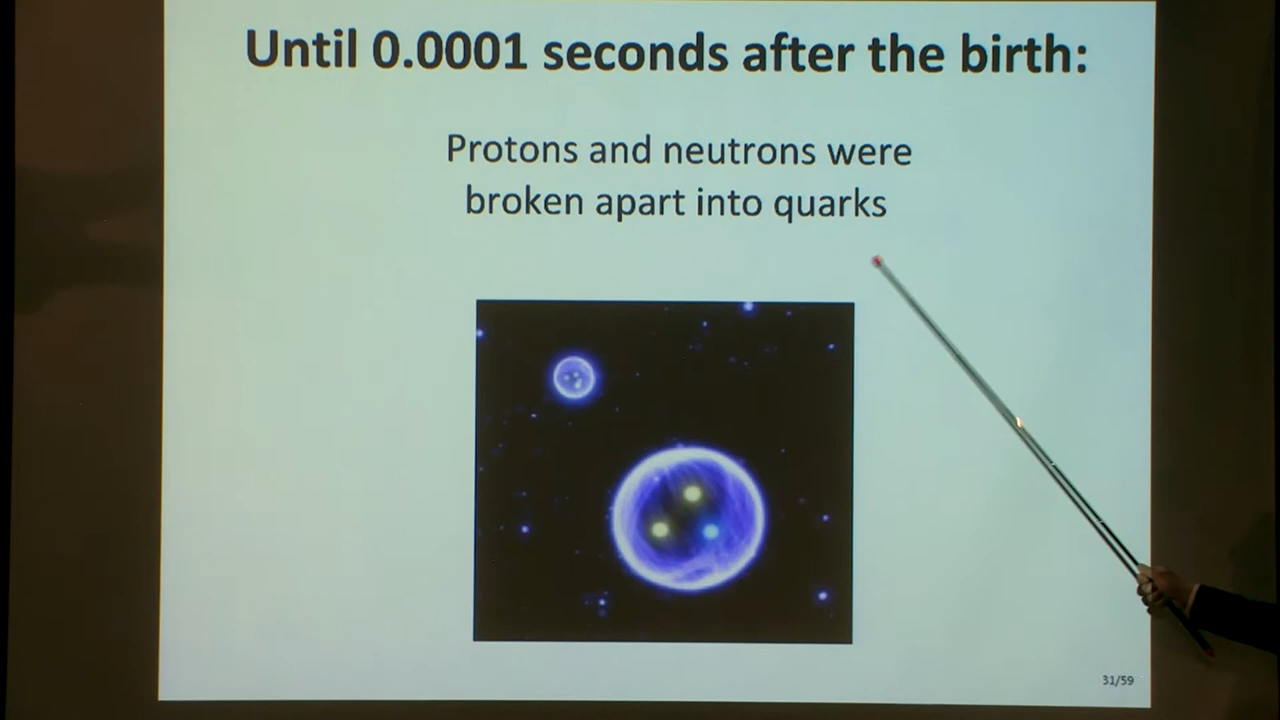 Until 0.0001 seconds after the birth:
Protons and neutrons were
broken apart into quarks
31/59